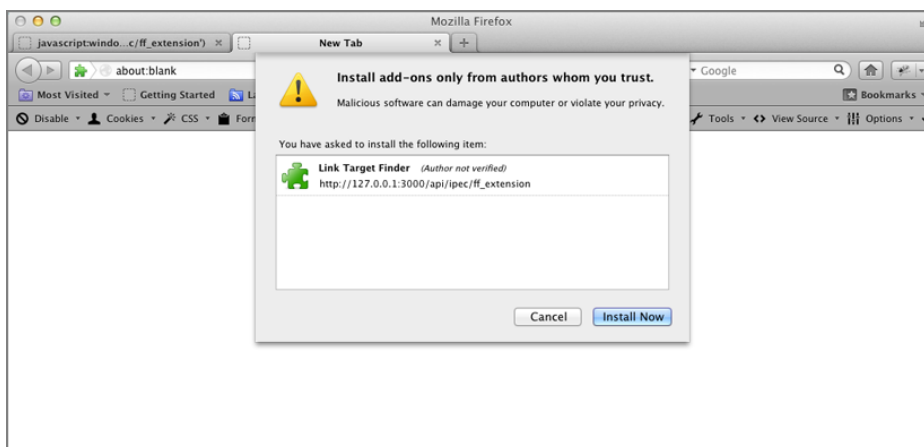 Mozilla Firefox
javascript:windo...c/ff_extension')
New Tab
about:blank
Google
Most Visited
Getting Started
Bookmarks
Disable
Cookies
CSS
Tools
View Source
Options
Install add-ons only from authors whom you trust.
Malicious software can damage your computer or violate your privacy.
You have asked to install the following item:
Link Target Finder (Author not verified)
http://127.0.0.1:3000/api/ipec/ff_extension
Cancel
Install Now